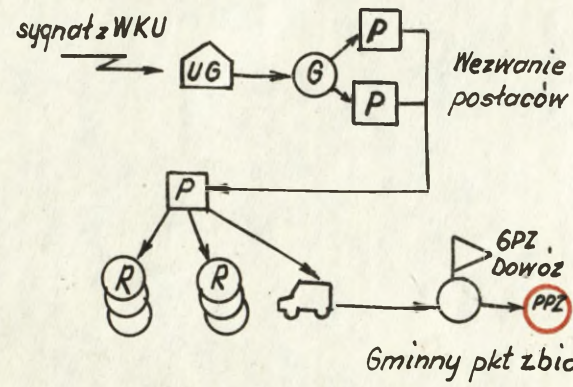 sygnał z WKU
UG
G
P
P
Wezwanie
posłaców
P
R
R
GPZ
Dowóz
PPZ
Gminny pkt zbió